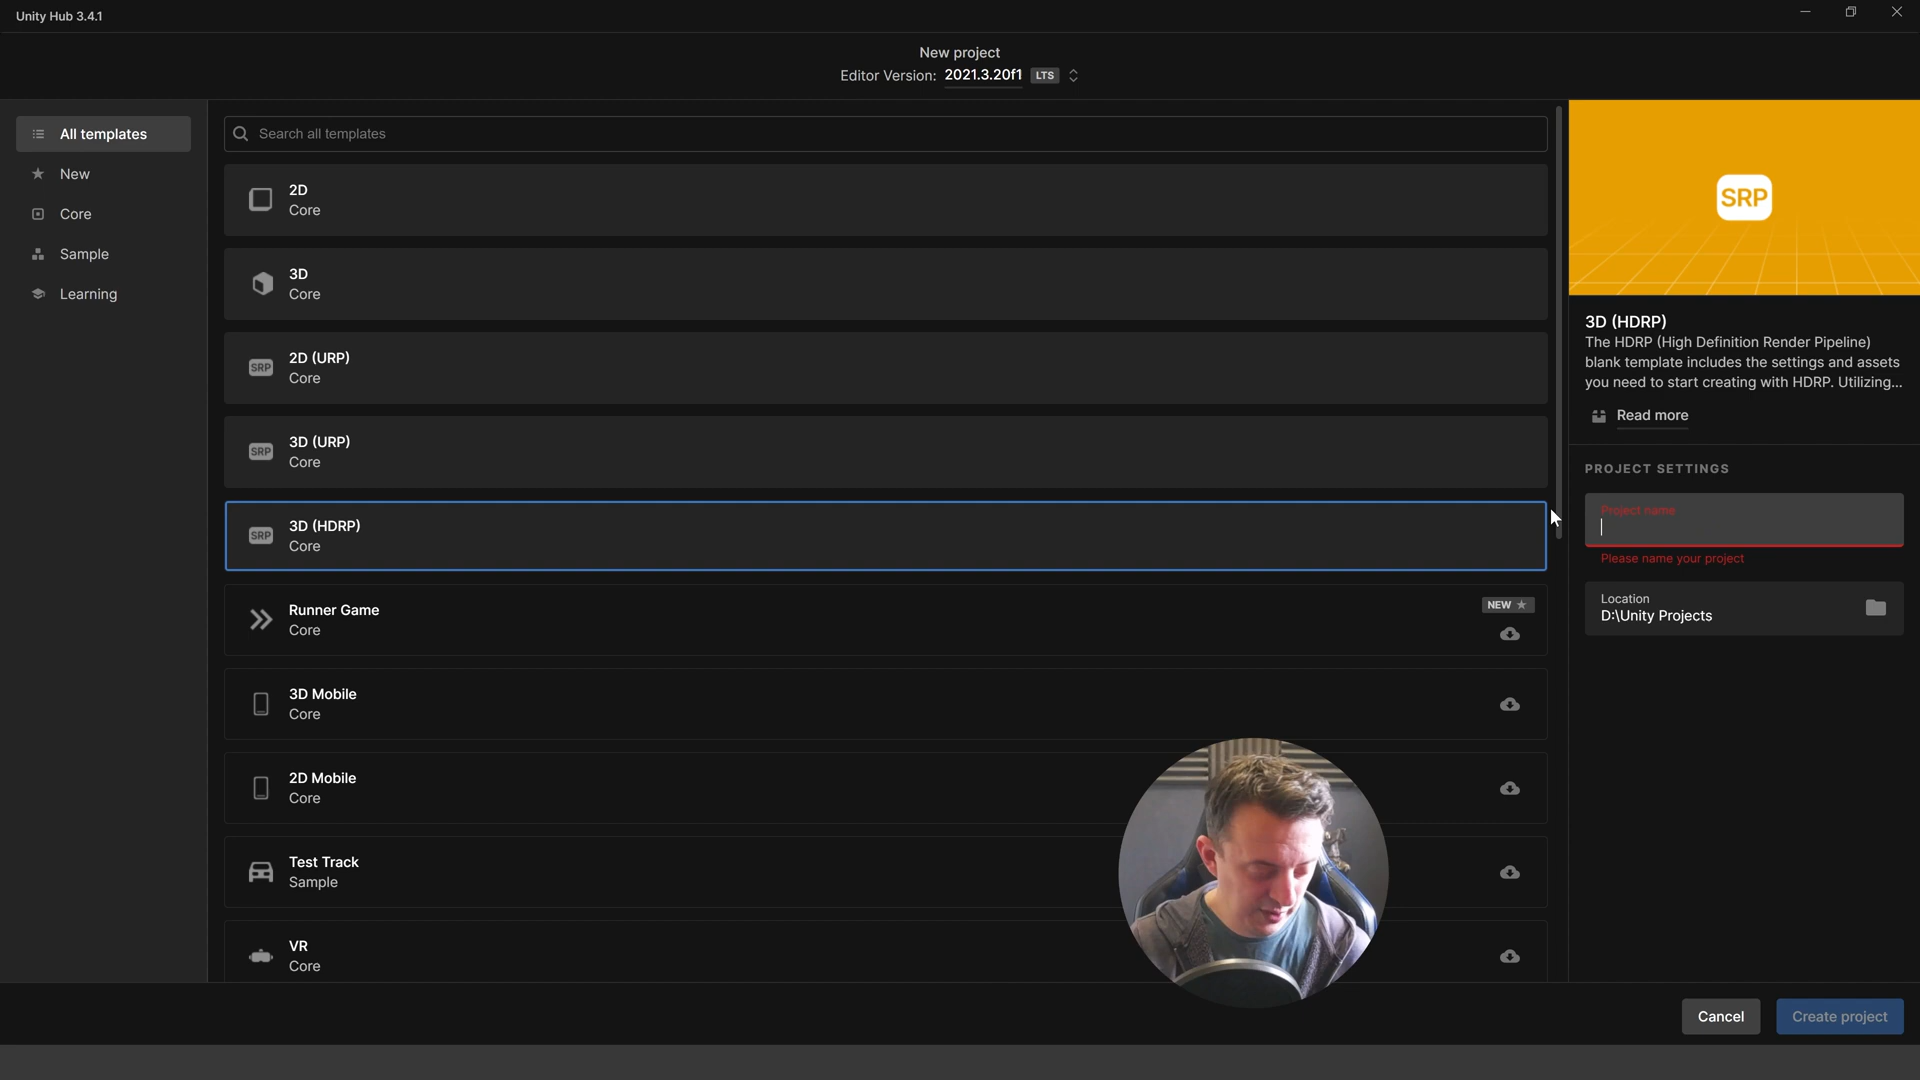 Unity Hub 3.4.1
New project
Editor Version: 2021.3.20f1 LTS
All templates
New
Core
Sample
Learning
Search all templates
2D
Core
3D
Core
SRP
2D (URP)
Core
SRP
3D (URP)
Core
SRP
3D (HDRP)
Core
Runner Game
Core
NEW
3D Mobile
Core
2D Mobile
Core
Test Track
Sample
VR
Core
SRP
3D (HDRP)
The HDRP (High Definition Render Pipeline)
blank template includes the settings and assets
you need to start creating with HDRP. Utilizing...
Read more
PROJECT SETTINGS
Project name
Please name your project
Location
D:\Unity Projects
Cancel
Create project